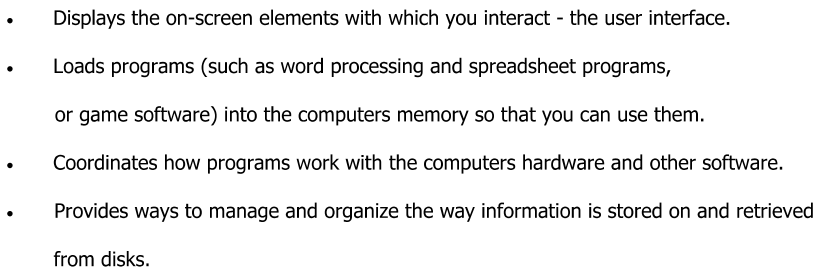 • Displays the on-screen elements with which you interact - the user interface.
• Loads programs (such as word processing and spreadsheet programs,
or game software) into the computers memory so that you can use them.
• Coordinates how programs work with the computers hardware and other software.
• Provides ways to manage and organize the way information is stored on and retrieved
from disks.